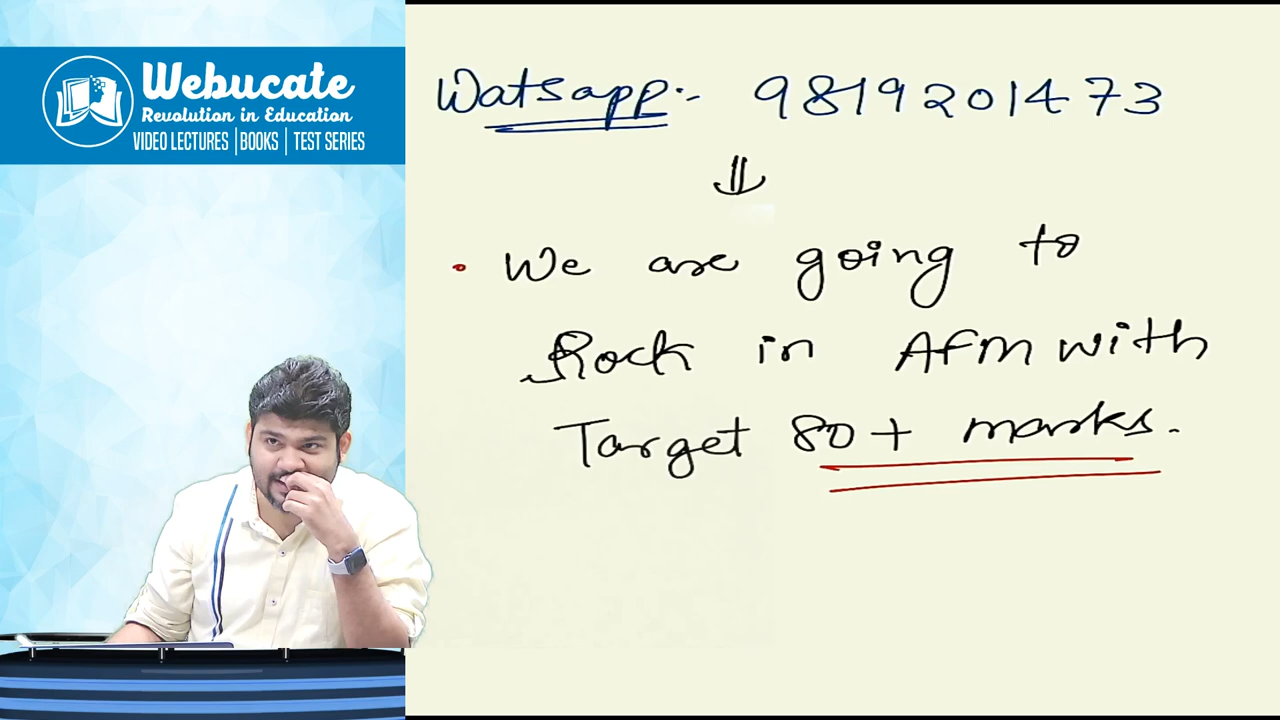 Webucate
Revolution in Education
VIDEO LECTURES | BOOKS | TEST SERIES
Watsapp:- 9819201473
⇓
• We are going to
Rock in AFM with
Target 80+ marks.